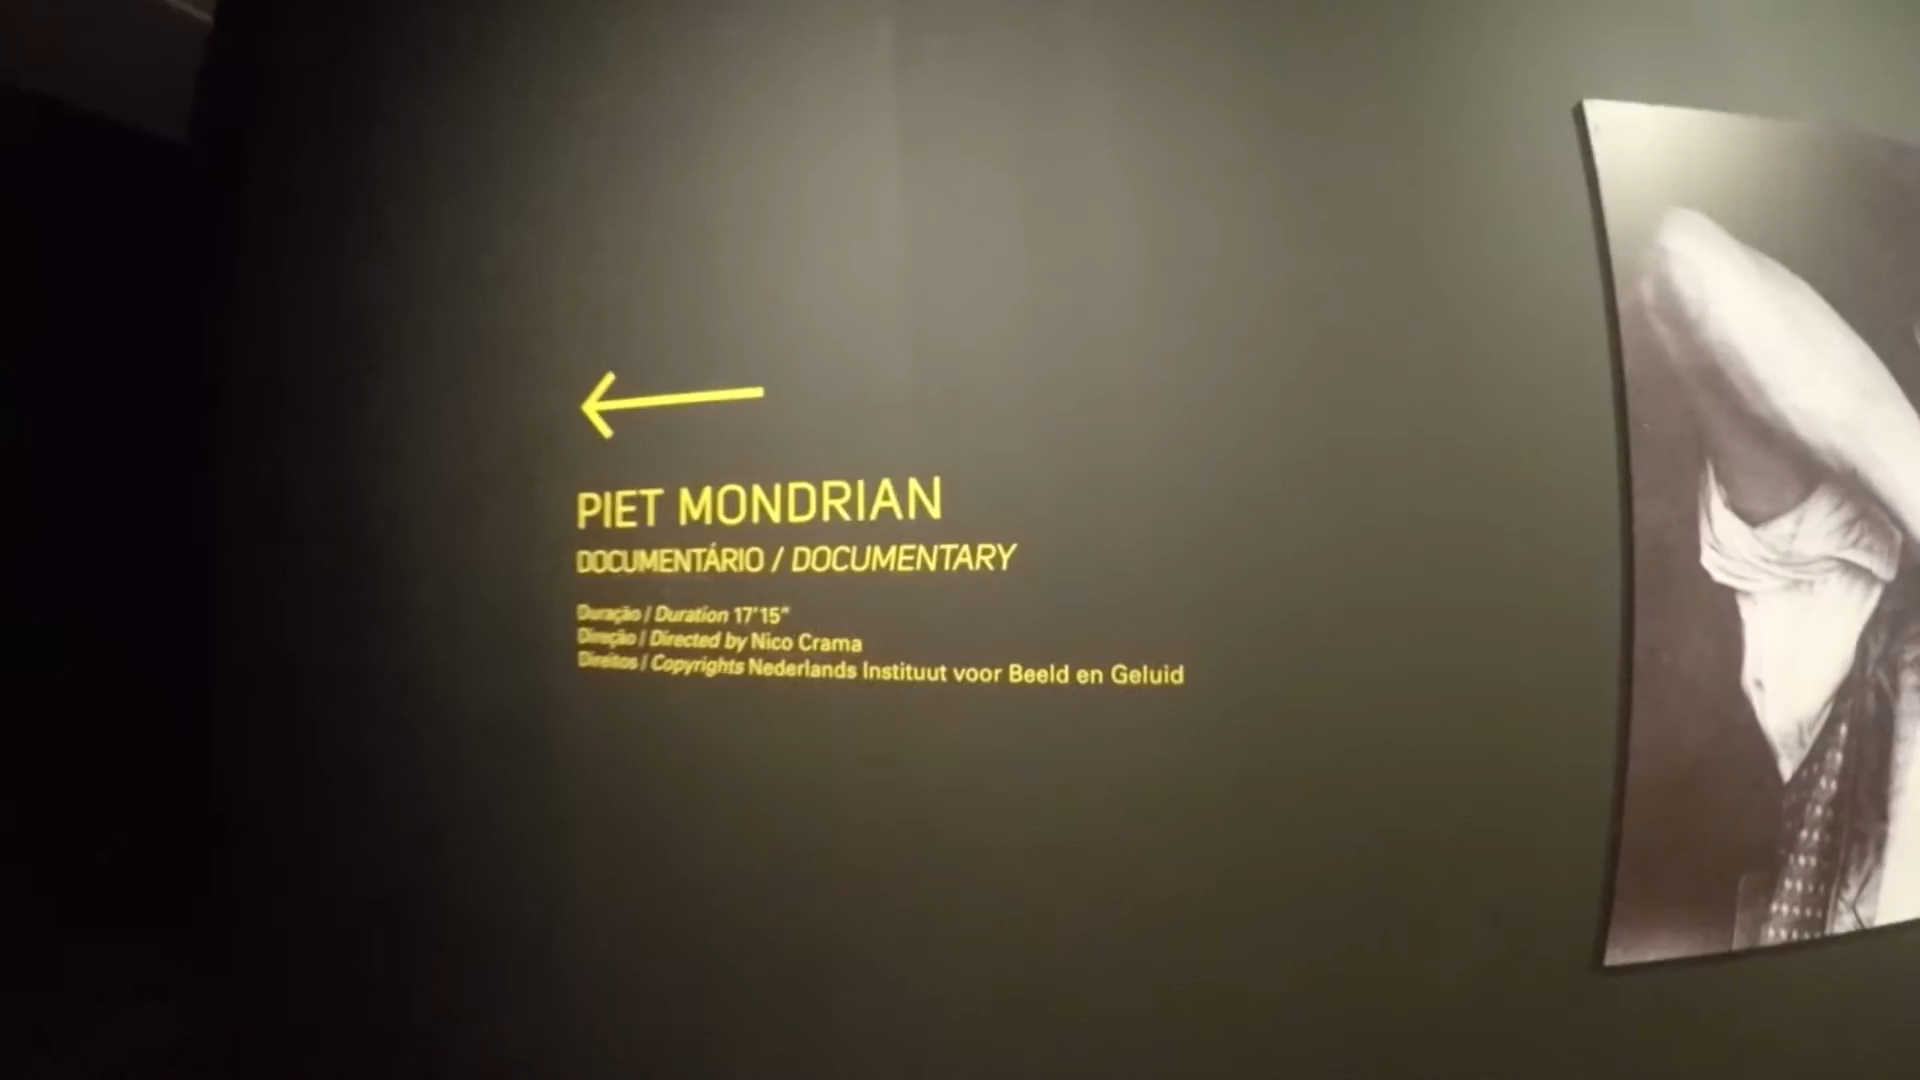 PIET MONDRIAN
DOCUMENTÁRIO / DOCUMENTARY
Duração / Duration 17'15"
Direção / Directed by Nico Crama
Direitos / Copyrights Nederlands Instituut voor Beeld en Geluid